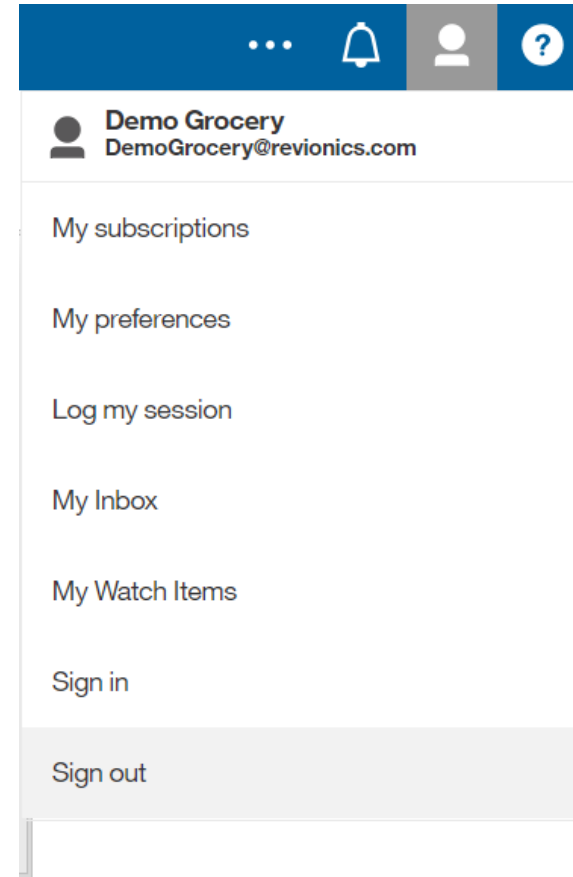 ?
Demo Grocery
DemoGrocery@revionics.com
My subscriptions
My preferences
Log my session
My Inbox
My Watch Items
Sign in
Sign out